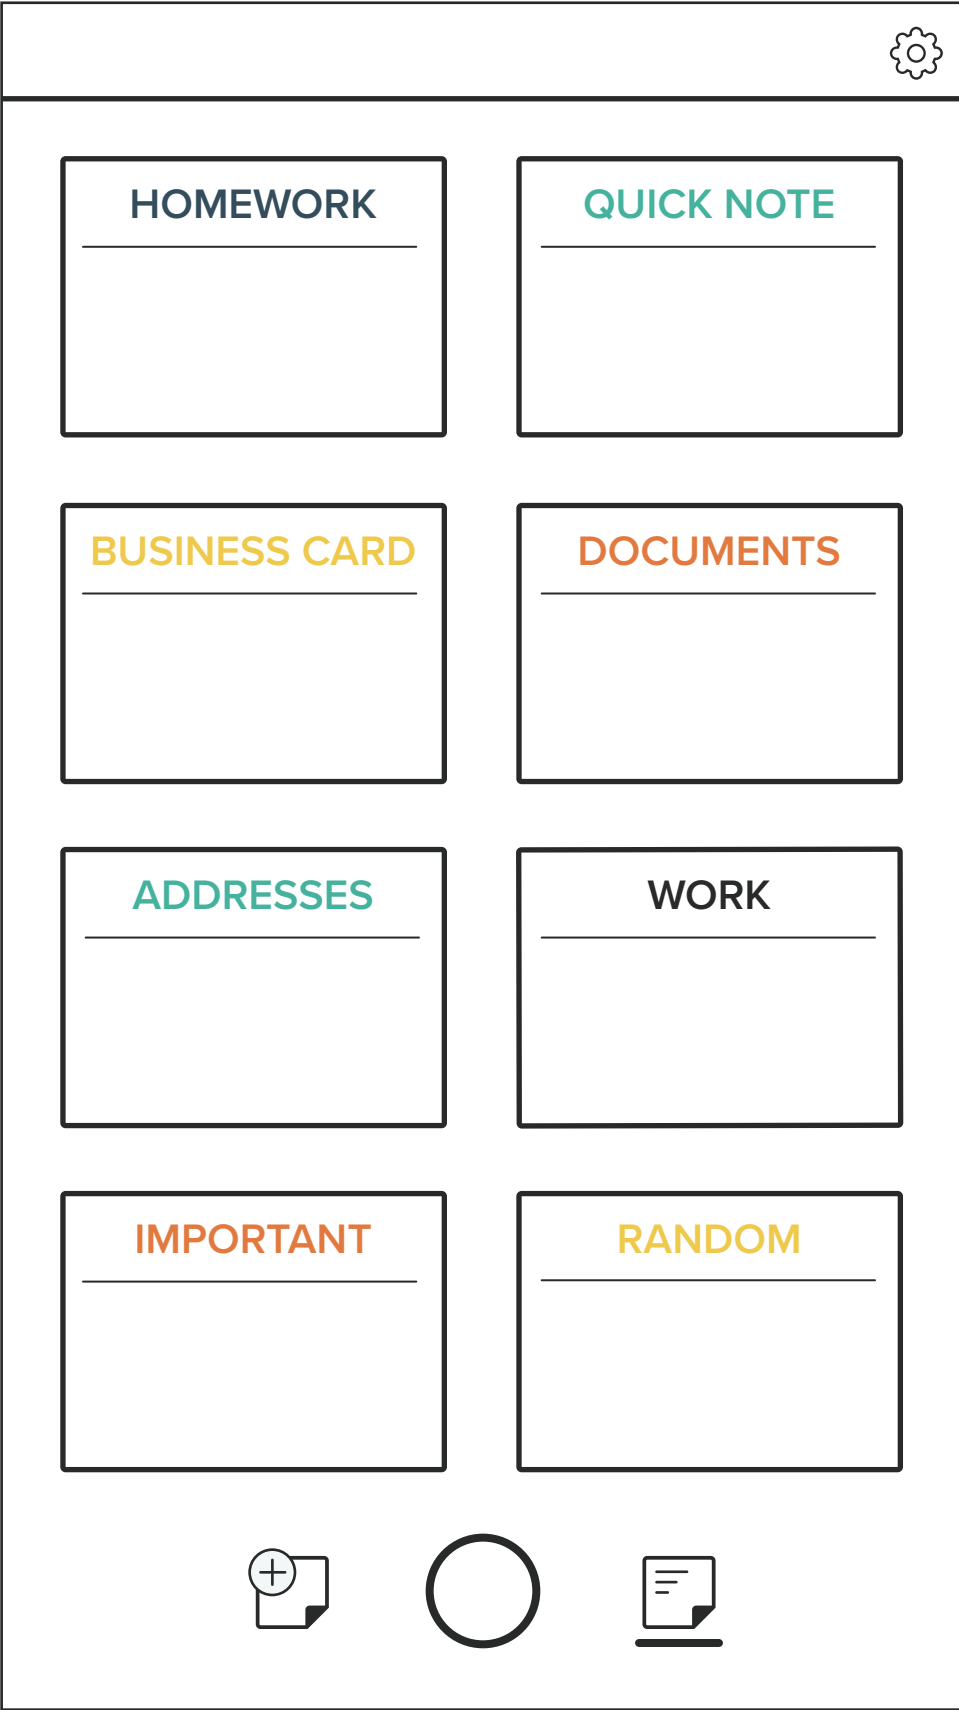 HOMEWORK
QUICK NOTE
BUSINESS CARD
DOCUMENTS
ADDRESSES
WORK
IMPORTANT
RANDOM